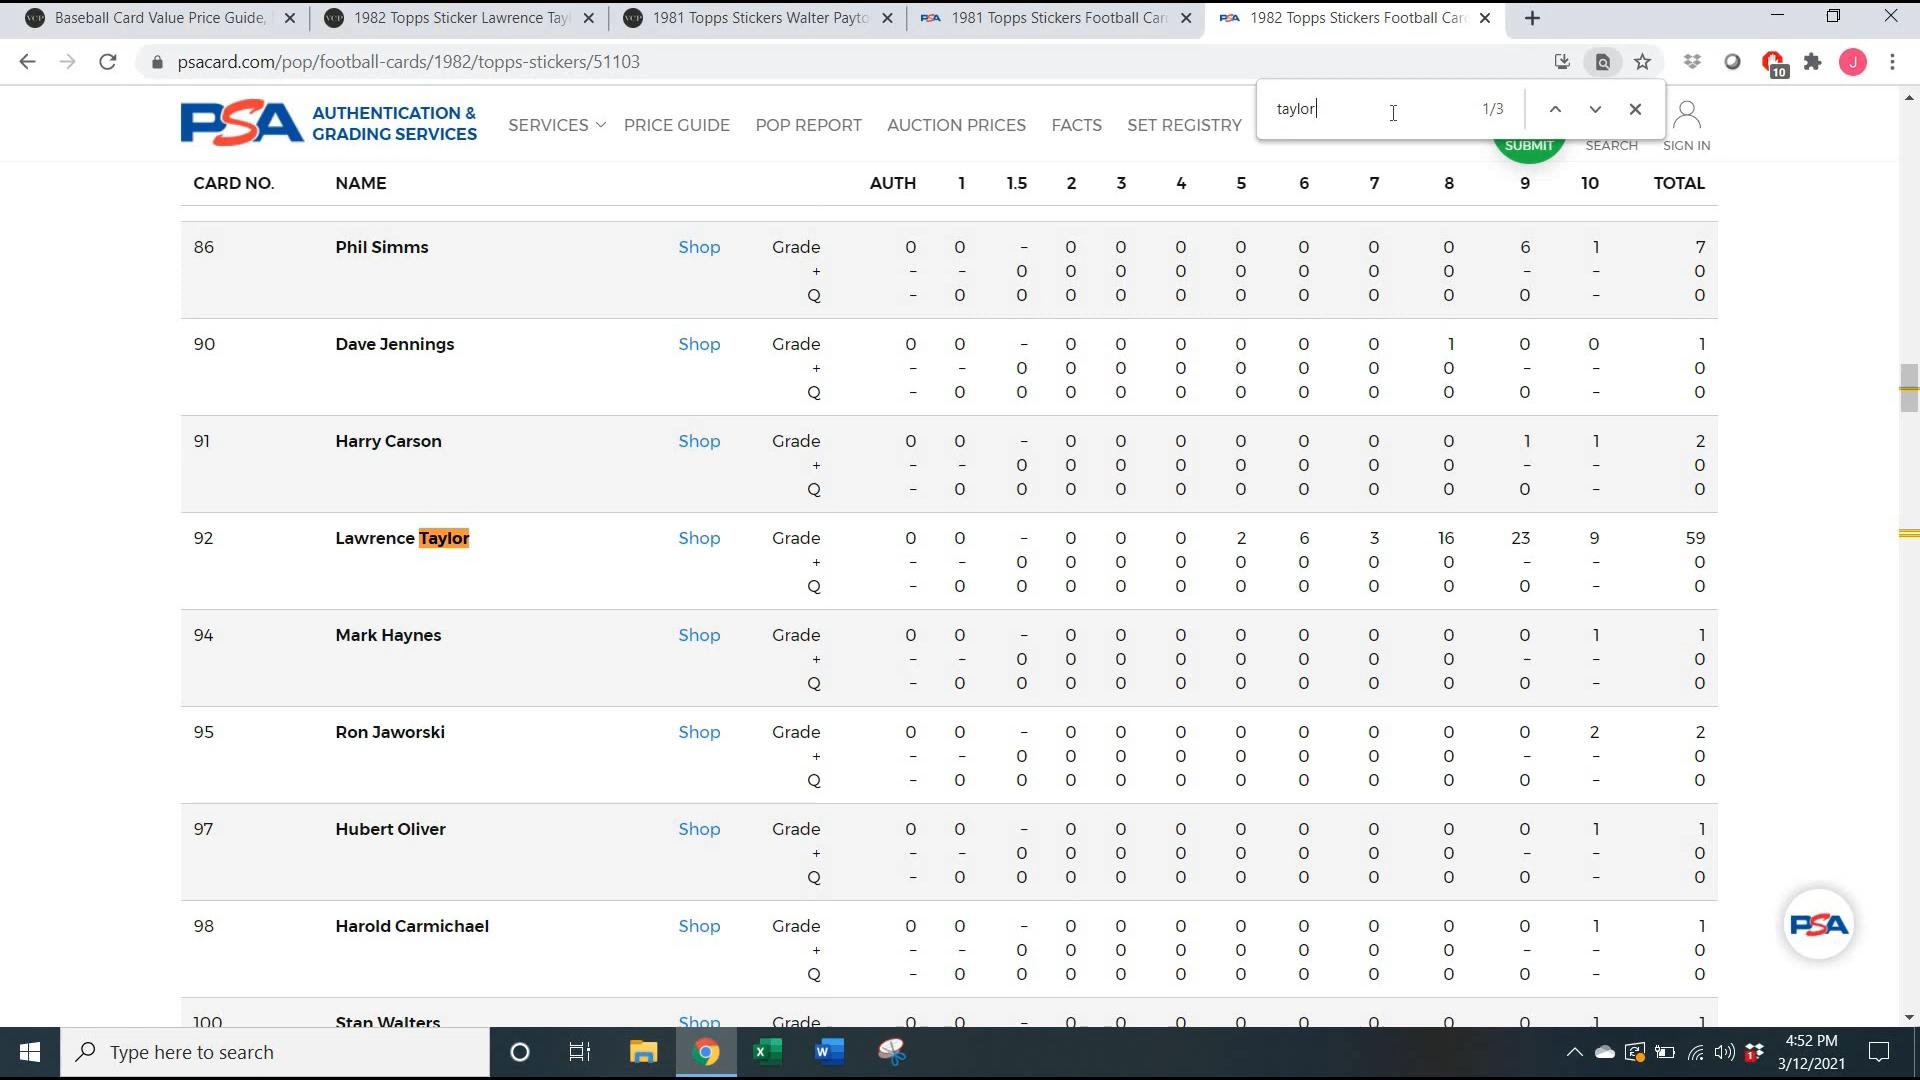 Baseball Card Value Price Guide,
1982 Topps Sticker Lawrence Tayl
1981 Topps Stickers Walter Payto
PSA 1981 Topps Stickers Football Car
PSA 1982 Topps Stickers Football Car
psacard.com/pop/football-cards/1982/topps-stickers/51103
10
J
taylor 1/3
PSA AUTHENTICATION & GRADING SERVICES
SERVICES PRICE GUIDE POP REPORT AUCTION PRICES FACTS SET REGISTRY
SUBMIT SEARCH SIGN IN
CARD NO. NAME AUTH 1 1.5 2 3 4 5 6 7 8 9 10 TOTAL
86 Phil Simms Shop Grade 0 0 - 0 0 0 0 0 0 0 6 1 7
+ - - 0 0 0 0 0 0 0 0 - - 0
Q - 0 0 0 0 0 0 0 0 0 0 - 0
90 Dave Jennings Shop Grade 0 0 - 0 0 0 0 0 0 1 0 0 1
+ - - 0 0 0 0 0 0 0 0 - - 0
Q - 0 0 0 0 0 0 0 0 0 0 - 0
91 Harry Carson Shop Grade 0 0 - 0 0 0 0 0 0 0 1 1 2
+ - - 0 0 0 0 0 0 0 0 - - 0
Q - 0 0 0 0 0 0 0 0 0 0 - 0
92 Lawrence Taylor Shop Grade 0 0 - 0 0 0 2 6 3 16 23 9 59
+ - - 0 0 0 0 0 0 0 0 - - 0
Q - 0 0 0 0 0 0 0 0 0 0 - 0
94 Mark Haynes Shop Grade 0 0 - 0 0 0 0 0 0 0 0 1 1
+ - - 0 0 0 0 0 0 0 0 - - 0
Q - 0 0 0 0 0 0 0 0 0 0 - 0
95 Ron Jaworski Shop Grade 0 0 - 0 0 0 0 0 0 0 0 2 2
+ - - 0 0 0 0 0 0 0 0 - - 0
Q - 0 0 0 0 0 0 0 0 0 0 - 0
97 Hubert Oliver Shop Grade 0 0 - 0 0 0 0 0 0 0 0 1 1
+ - - 0 0 0 0 0 0 0 0 - - 0
Q - 0 0 0 0 0 0 0 0 0 0 - 0
98 Harold Carmichael Shop Grade 0 0 - 0 0 0 0 0 0 0 0 1 1
+ - - 0 0 0 0 0 0 0 0 - - 0
Q - 0 0 0 0 0 0 0 0 0 0 - 0
100 Stan Walters Shop Grade 0 0 - 0 0 0 0 0 0 0 0 1 1
PSA
Type here to search
4:52 PM
3/12/2021